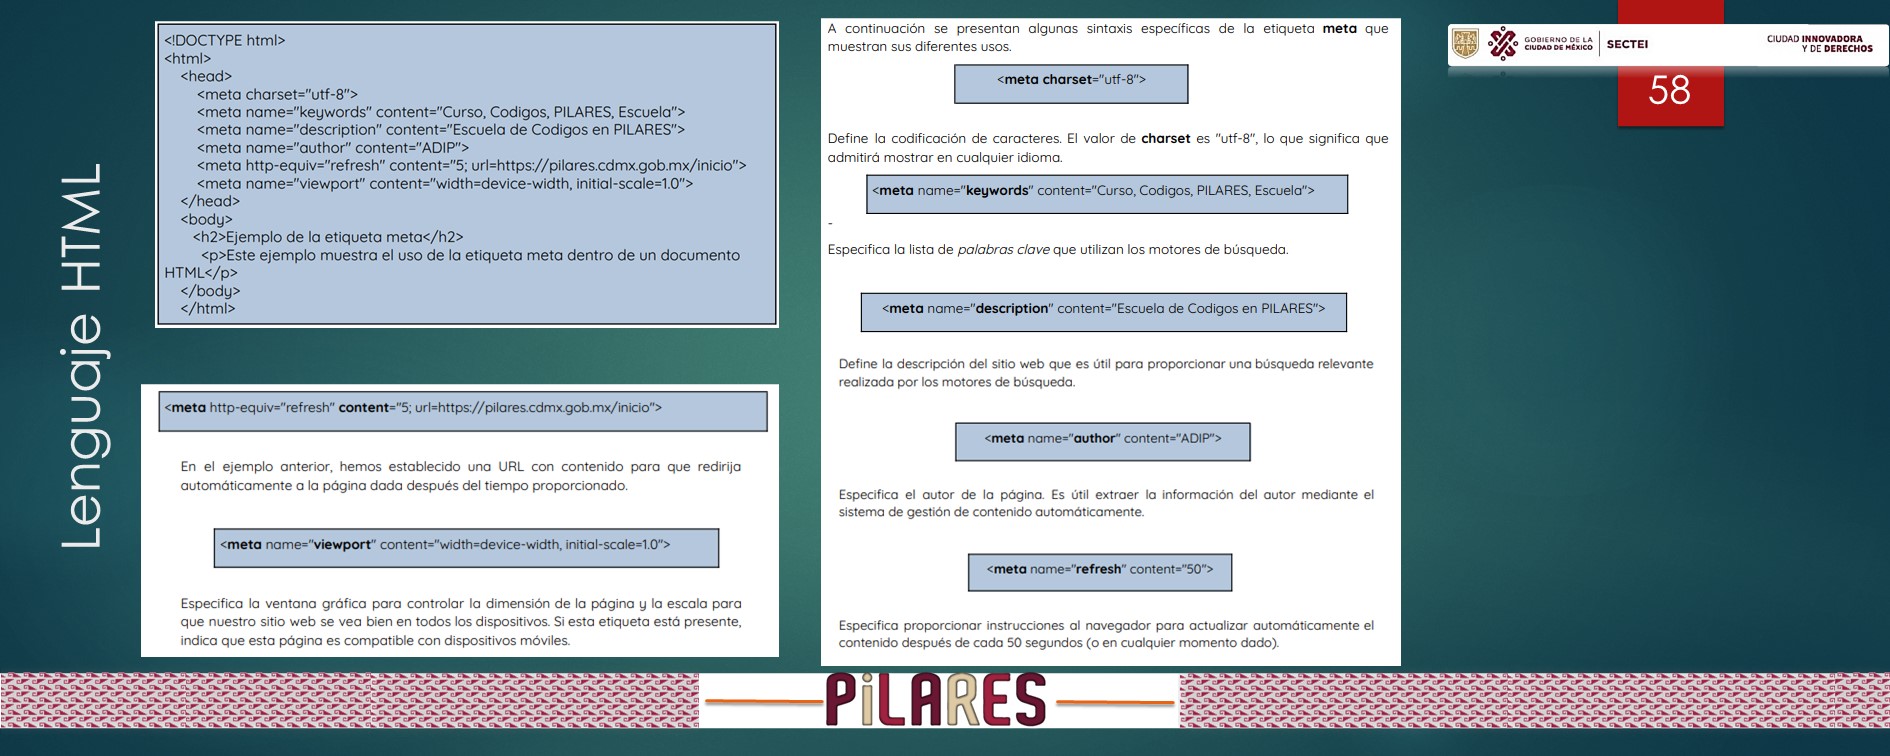 Lenguaje HTML
<!DOCTYPE html>
<html>
<head>
<meta charset="utf-8">
<meta name="keywords" content="Curso, Codigos, PILARES, Escuela">
<meta name="description" content="Escuela de Codigos en PILARES">
<meta name="author" content="ADIP">
<meta http-equiv="refresh" content="5; url=https://pilares.cdmx.gob.mx/inicio">
<meta name="viewport" content="width=device-width, initial-scale=1.0">
</head>
<body>
<h2>Ejemplo de la etiqueta meta</h2>
<p>Este ejemplo muestra el uso de la etiqueta meta dentro de un documento
HTML</p>
</body>
</html>
<meta http-equiv="refresh" content="5; url=https://pilares.cdmx.gob.mx/inicio">
En el ejemplo anterior, hemos establecido una URL con contenido para que redirija
automáticamente a la página dada después del tiempo proporcionado.
<meta name="viewport" content="width=device-width, initial-scale=1.0">
Especifica la ventana gráfica para controlar la dimensión de la página y la escala para
que nuestro sitio web se vea bien en todos los dispositivos. Si esta etiqueta está presente,
indica que esta página es compatible con dispositivos móviles.
A continuación se presentan algunas sintaxis específicas de la etiqueta meta que
muestran sus diferentes usos.
<meta charset="utf-8">
Define la codificación de caracteres. El valor de charset es "utf-8", lo que significa que
admitirá mostrar en cualquier idioma.
<meta name="keywords" content="Curso, Codigos, PILARES, Escuela">
-
Especifica la lista de palabras clave que utilizan los motores de búsqueda.
<meta name="description" content="Escuela de Codigos en PILARES">
Define la descripción del sitio web que es útil para proporcionar una búsqueda relevante
realizada por los motores de búsqueda.
<meta name="author" content="ADIP">
Especifica el autor de la página. Es útil extraer la información del autor mediante el
sistema de gestión de contenido automáticamente.
<meta name="refresh" content="50">
Especifica proporcionar instrucciones al navegador para actualizar automáticamente el
contenido después de cada 50 segundos (o en cualquier momento dado).
GOBIERNO DE LA
CIUDAD DE MÉXICO
SECTEI
CIUDAD INNOVADORA
Y DE DERECHOS
58
PiLARES